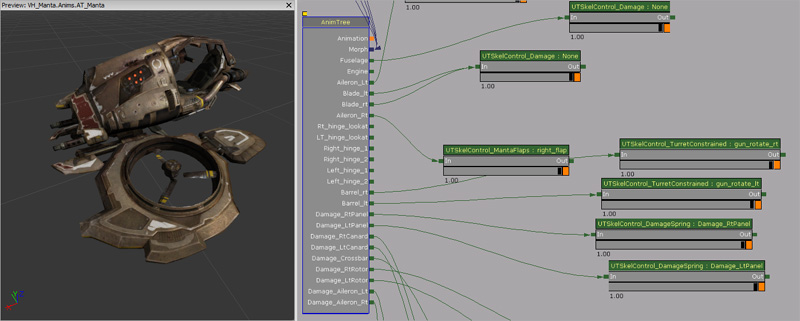 Preview: VH_Manta.Anims.AT_Manta
AnimTree
Animation
Morph
Fuselage
Engine
Aileron_Lt
Blade_lt
Blade_rt
Aileron_Rt
Rt_hinge_lookat
LT_hinge_lookat
Right_hinge_1
Right_hinge_2
Left_hinge_1
Left_hinge_2
Barrel_rt
Barrel_lt
Damage_RtPanel
Damage_LtPanel
Damage_RtCanard
Damage_LtCanard
Damage_Crossbar
Damage_RtRotor
Damage_LtRotor
Damage_Aileron_Lt
Damage_Aileron_Rt
1.00
UTSkelControl_Damage : None
In Out
1.00
UTSkelControl_Damage : None
In Out
1.00
UTSkelControl_MantaFlaps : right_flap
In Out
1.00
UTSkelControl_TurretConstrained : gun_rotate_rt
In Out
1.00
UTSkelControl_TurretConstrained : gun_rotate_lt
In Out
1.00
UTSkelControl_DamageSpring : Damage_RtPanel
In Out
1.00
UTSkelControl_DamageSpring : Damage_LtPanel
In Out
1.00